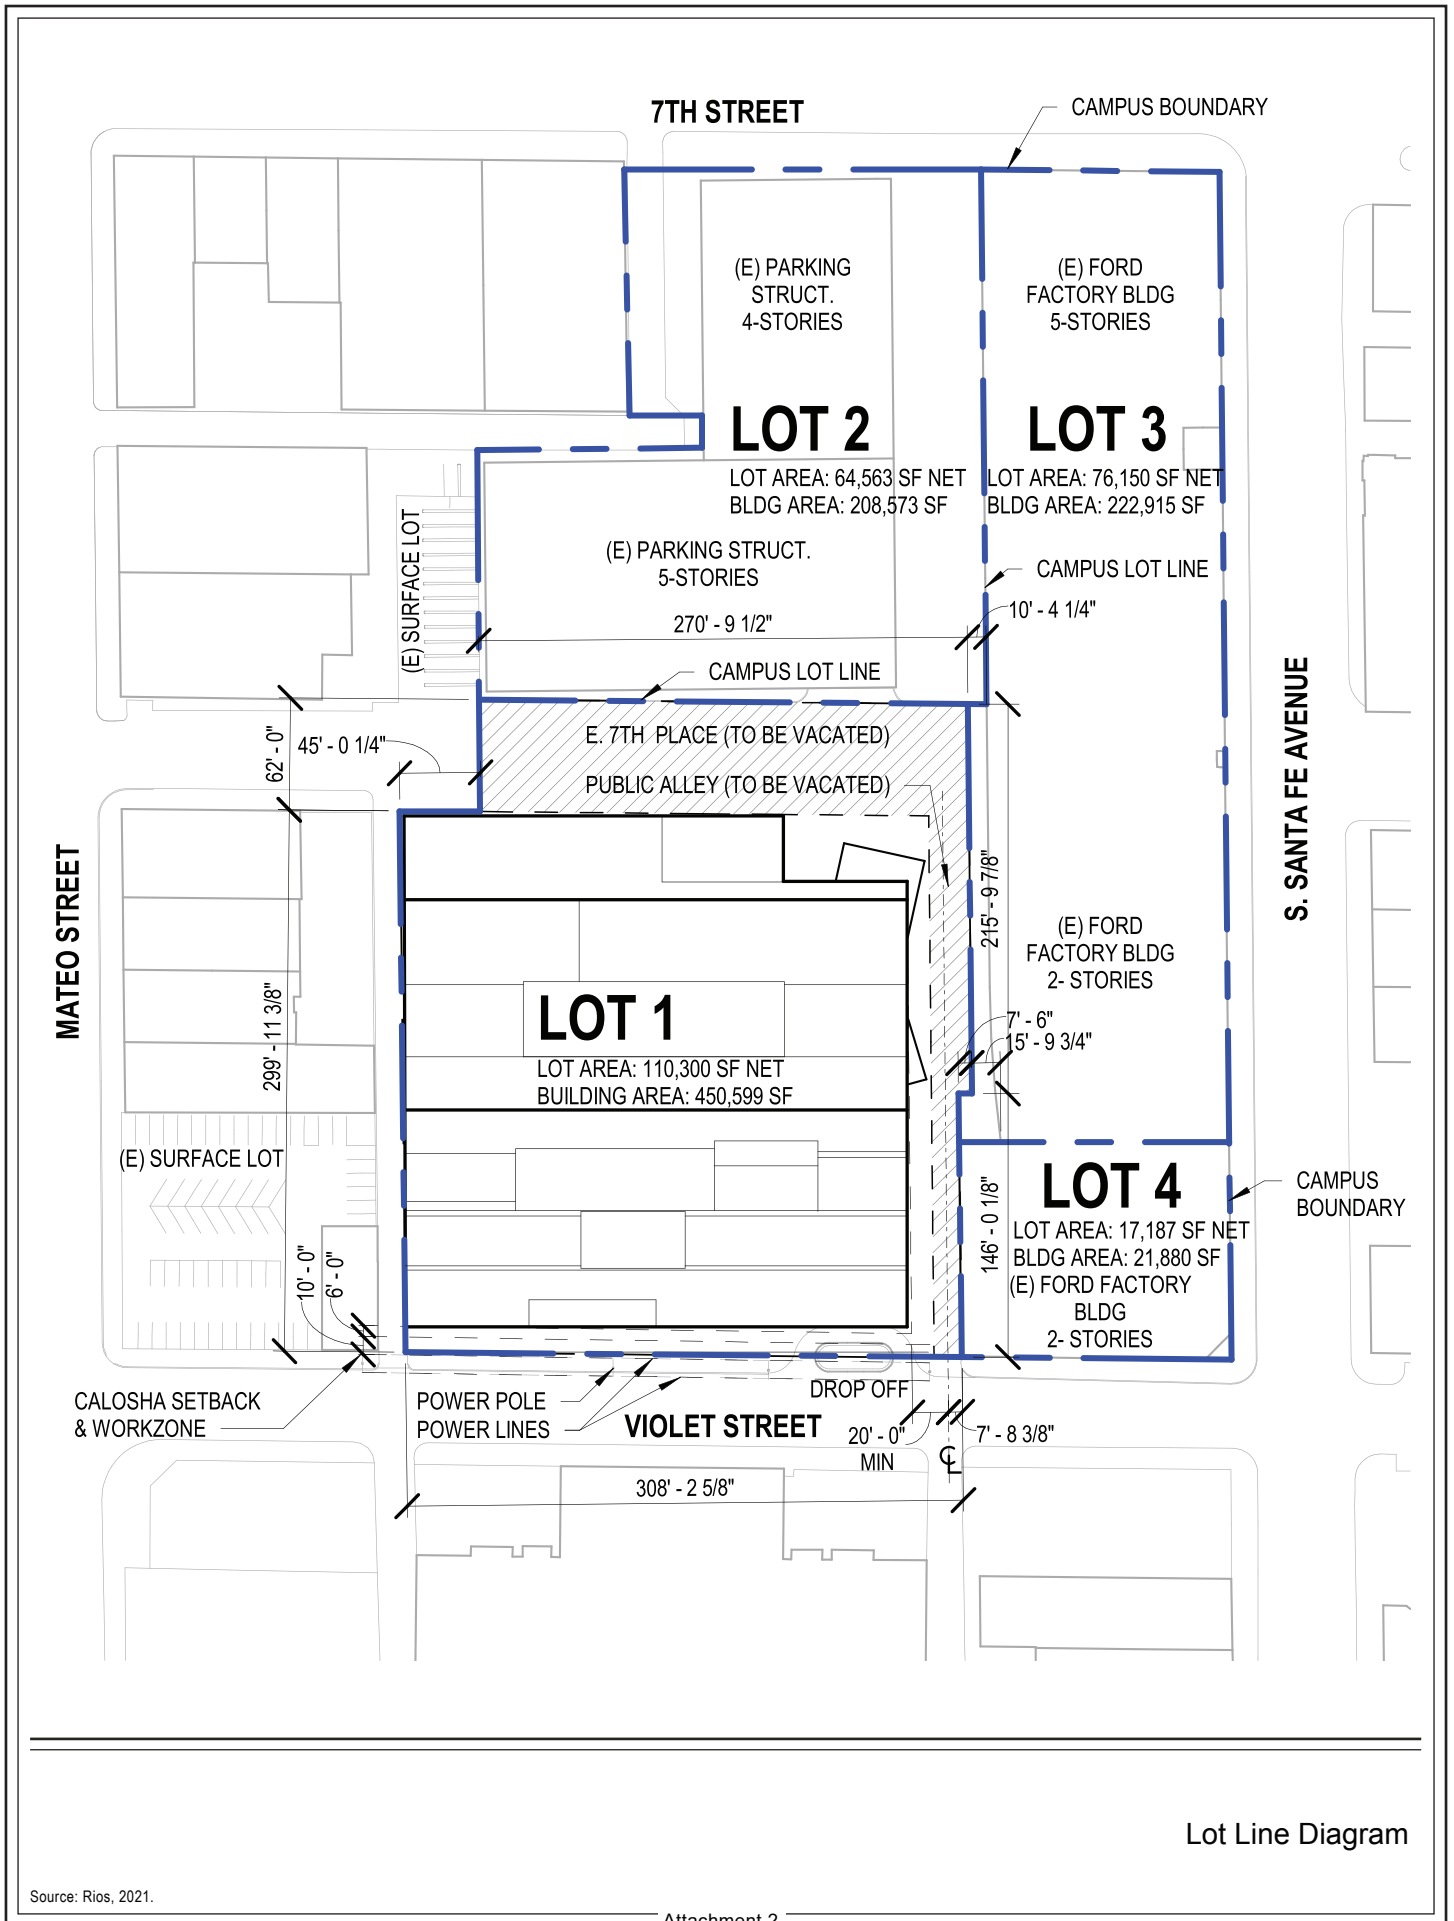 7TH STREET
CAMPUS BOUNDARY
(E) PARKING
STRUCT.
4-STORIES
(E) FORD
FACTORY BLDG
5-STORIES
LOT 2
LOT AREA: 64,563 SF NET
BLDG AREA: 208,573 SF
LOT 3
LOT AREA: 76,150 SF NET
BLDG AREA: 222,915 SF
(E) SURFACE LOT
(E) PARKING STRUCT.
5-STORIES
CAMPUS LOT LINE
10' - 4 1/4"
270' - 9 1/2"
CAMPUS LOT LINE
S. SANTA FE AVENUE
62' - 0"
45' - 0 1/4"
E. 7TH PLACE (TO BE VACATED)
PUBLIC ALLEY (TO BE VACATED)
MATEO STREET
215' - 9 7/8"
(E) FORD
FACTORY BLDG
2- STORIES
299' - 11 3/8"
LOT 1
LOT AREA: 110,300 SF NET
BUILDING AREA: 450,599 SF
7' - 6"
15' - 9 3/4"
(E) SURFACE LOT
LOT 4
LOT AREA: 17,187 SF NET
BLDG AREA: 21,880 SF
(E) FORD FACTORY
BLDG
2- STORIES
CAMPUS
BOUNDARY
146' - 0 1/8"
10' - 0"
6' - 0"
CALOSHA SETBACK
& WORKZONE
POWER POLE
POWER LINES
VIOLET STREET
DROP OFF
20' - 0"
MIN
7' - 8 3/8"
CL
308' - 2 5/8"
Lot Line Diagram
Source: Rios, 2021.
Attachment 2